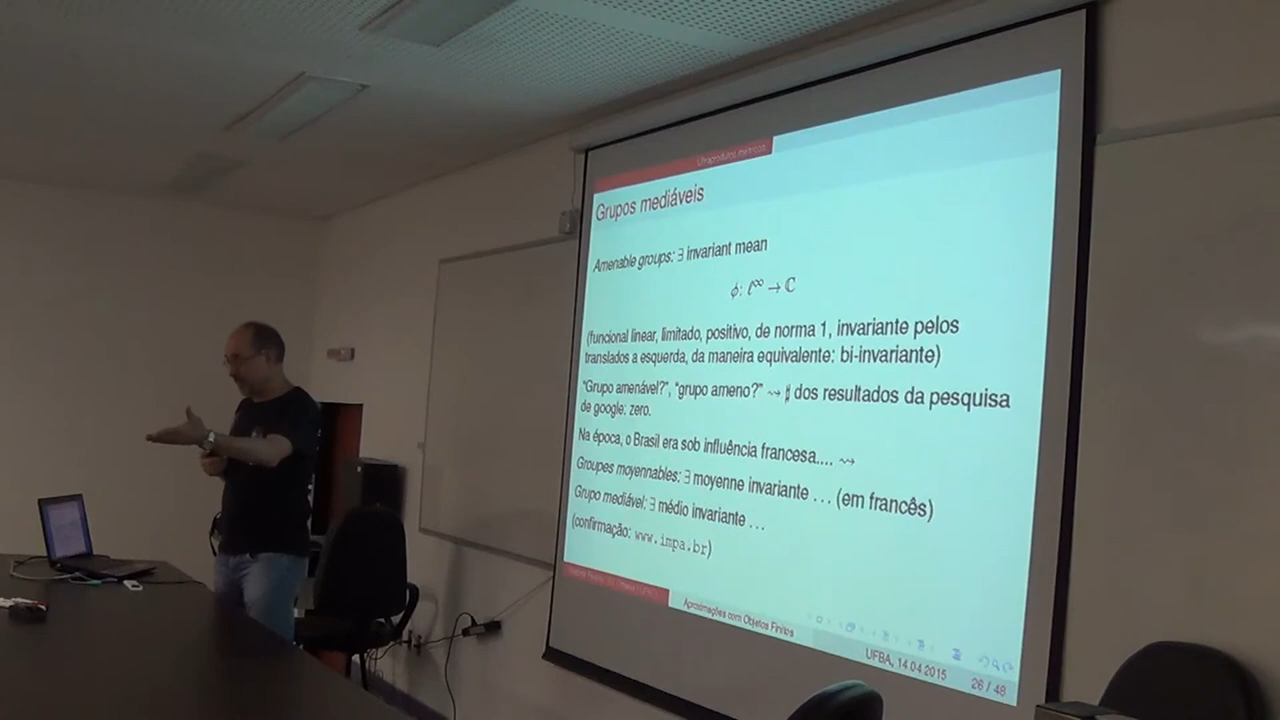 Ultraprodutos métricos
Grupos mediáveis
Amenable groups: ∃ invariant mean
ϕ: ℓ∞ → ℂ
(funcional linear, limitado, positivo, de norma 1, invariante pelos
translados a esquerda, da maneira equivalente: bi-invariante)
"Grupo amenável?", "grupo ameno?" ⇝ ♯ dos resultados da pesquisa
de google: zero.
Na época, o Brasil era sob influência francesa.... ⇝
Groupes moyennables: ∃ moyenne invariante ... (em francês)
Grupo mediável: ∃ médio invariante ...
(confirmação: www.impa.br)
Aproximações com Objetos Finitos
UFBA, 14 04 2015
26 / 48